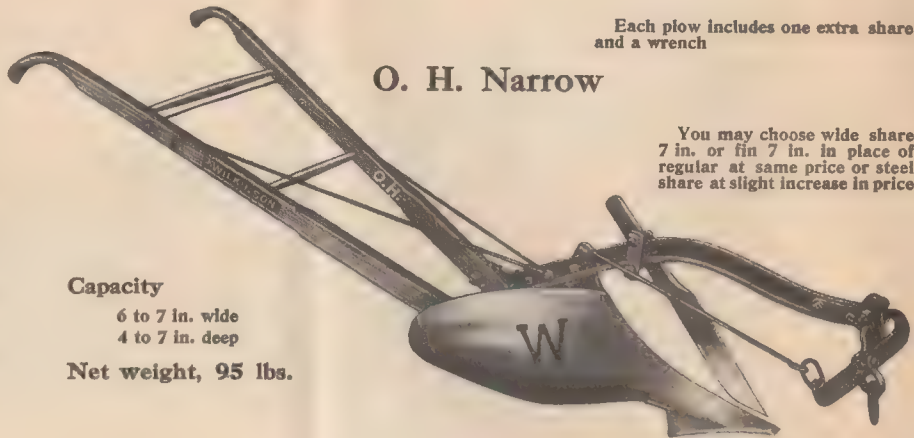 Each plow includes one extra share
and a wrench
O. H. Narrow
You may choose wide share
7 in. or fin 7 in. in place of
regular at same price or steel
share at slight increase in price
WILKINSON
O.H.
W
Capacity
6 to 7 in. wide
4 to 7 in. deep
Net weight, 95 lbs.